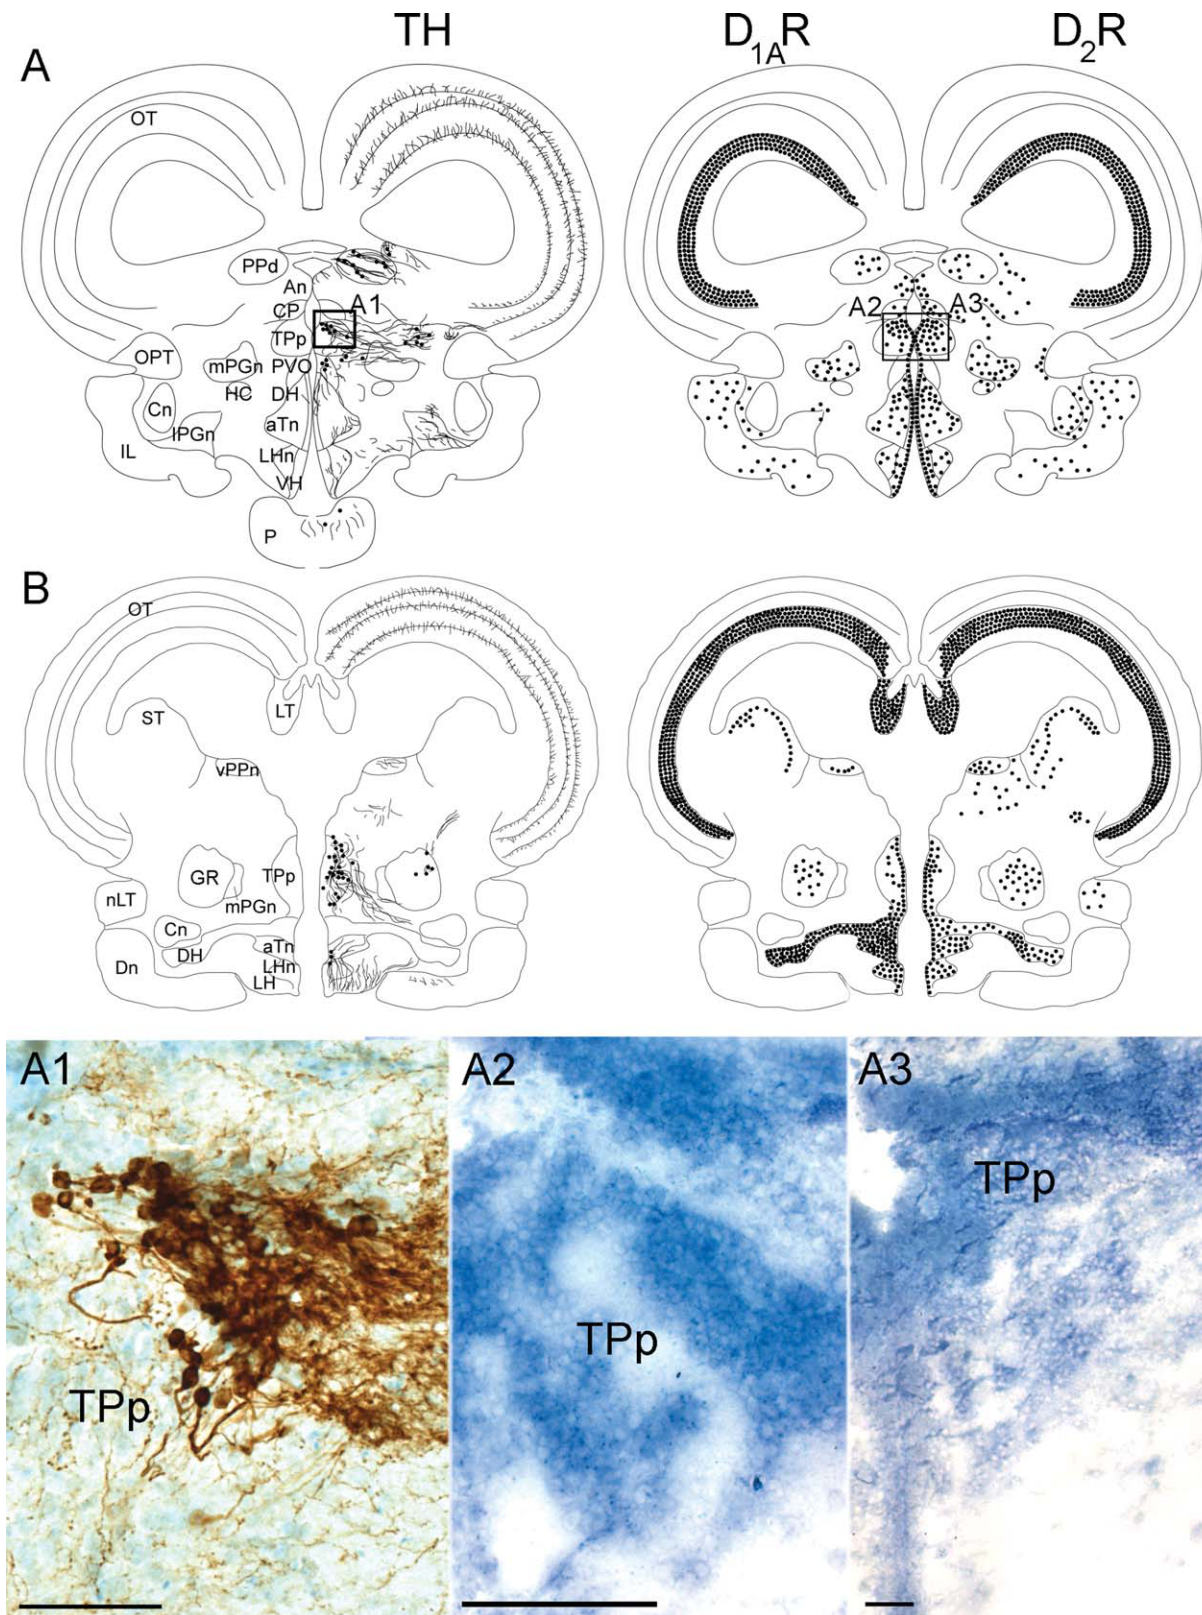 TH D1AR D2R
A
OT
PPd
An
CP A1 A2 A3
TPp
OPT mPGn PVO
HC DH
Cn
lPGn aTn
IL LHn
VH
P
B
OT
LT
ST
vPPn
GR TPp
nLT mPGn
Cn
DH aTn
Dn LHn
LH
A1 A2 A3
TPp
TPp
TPp